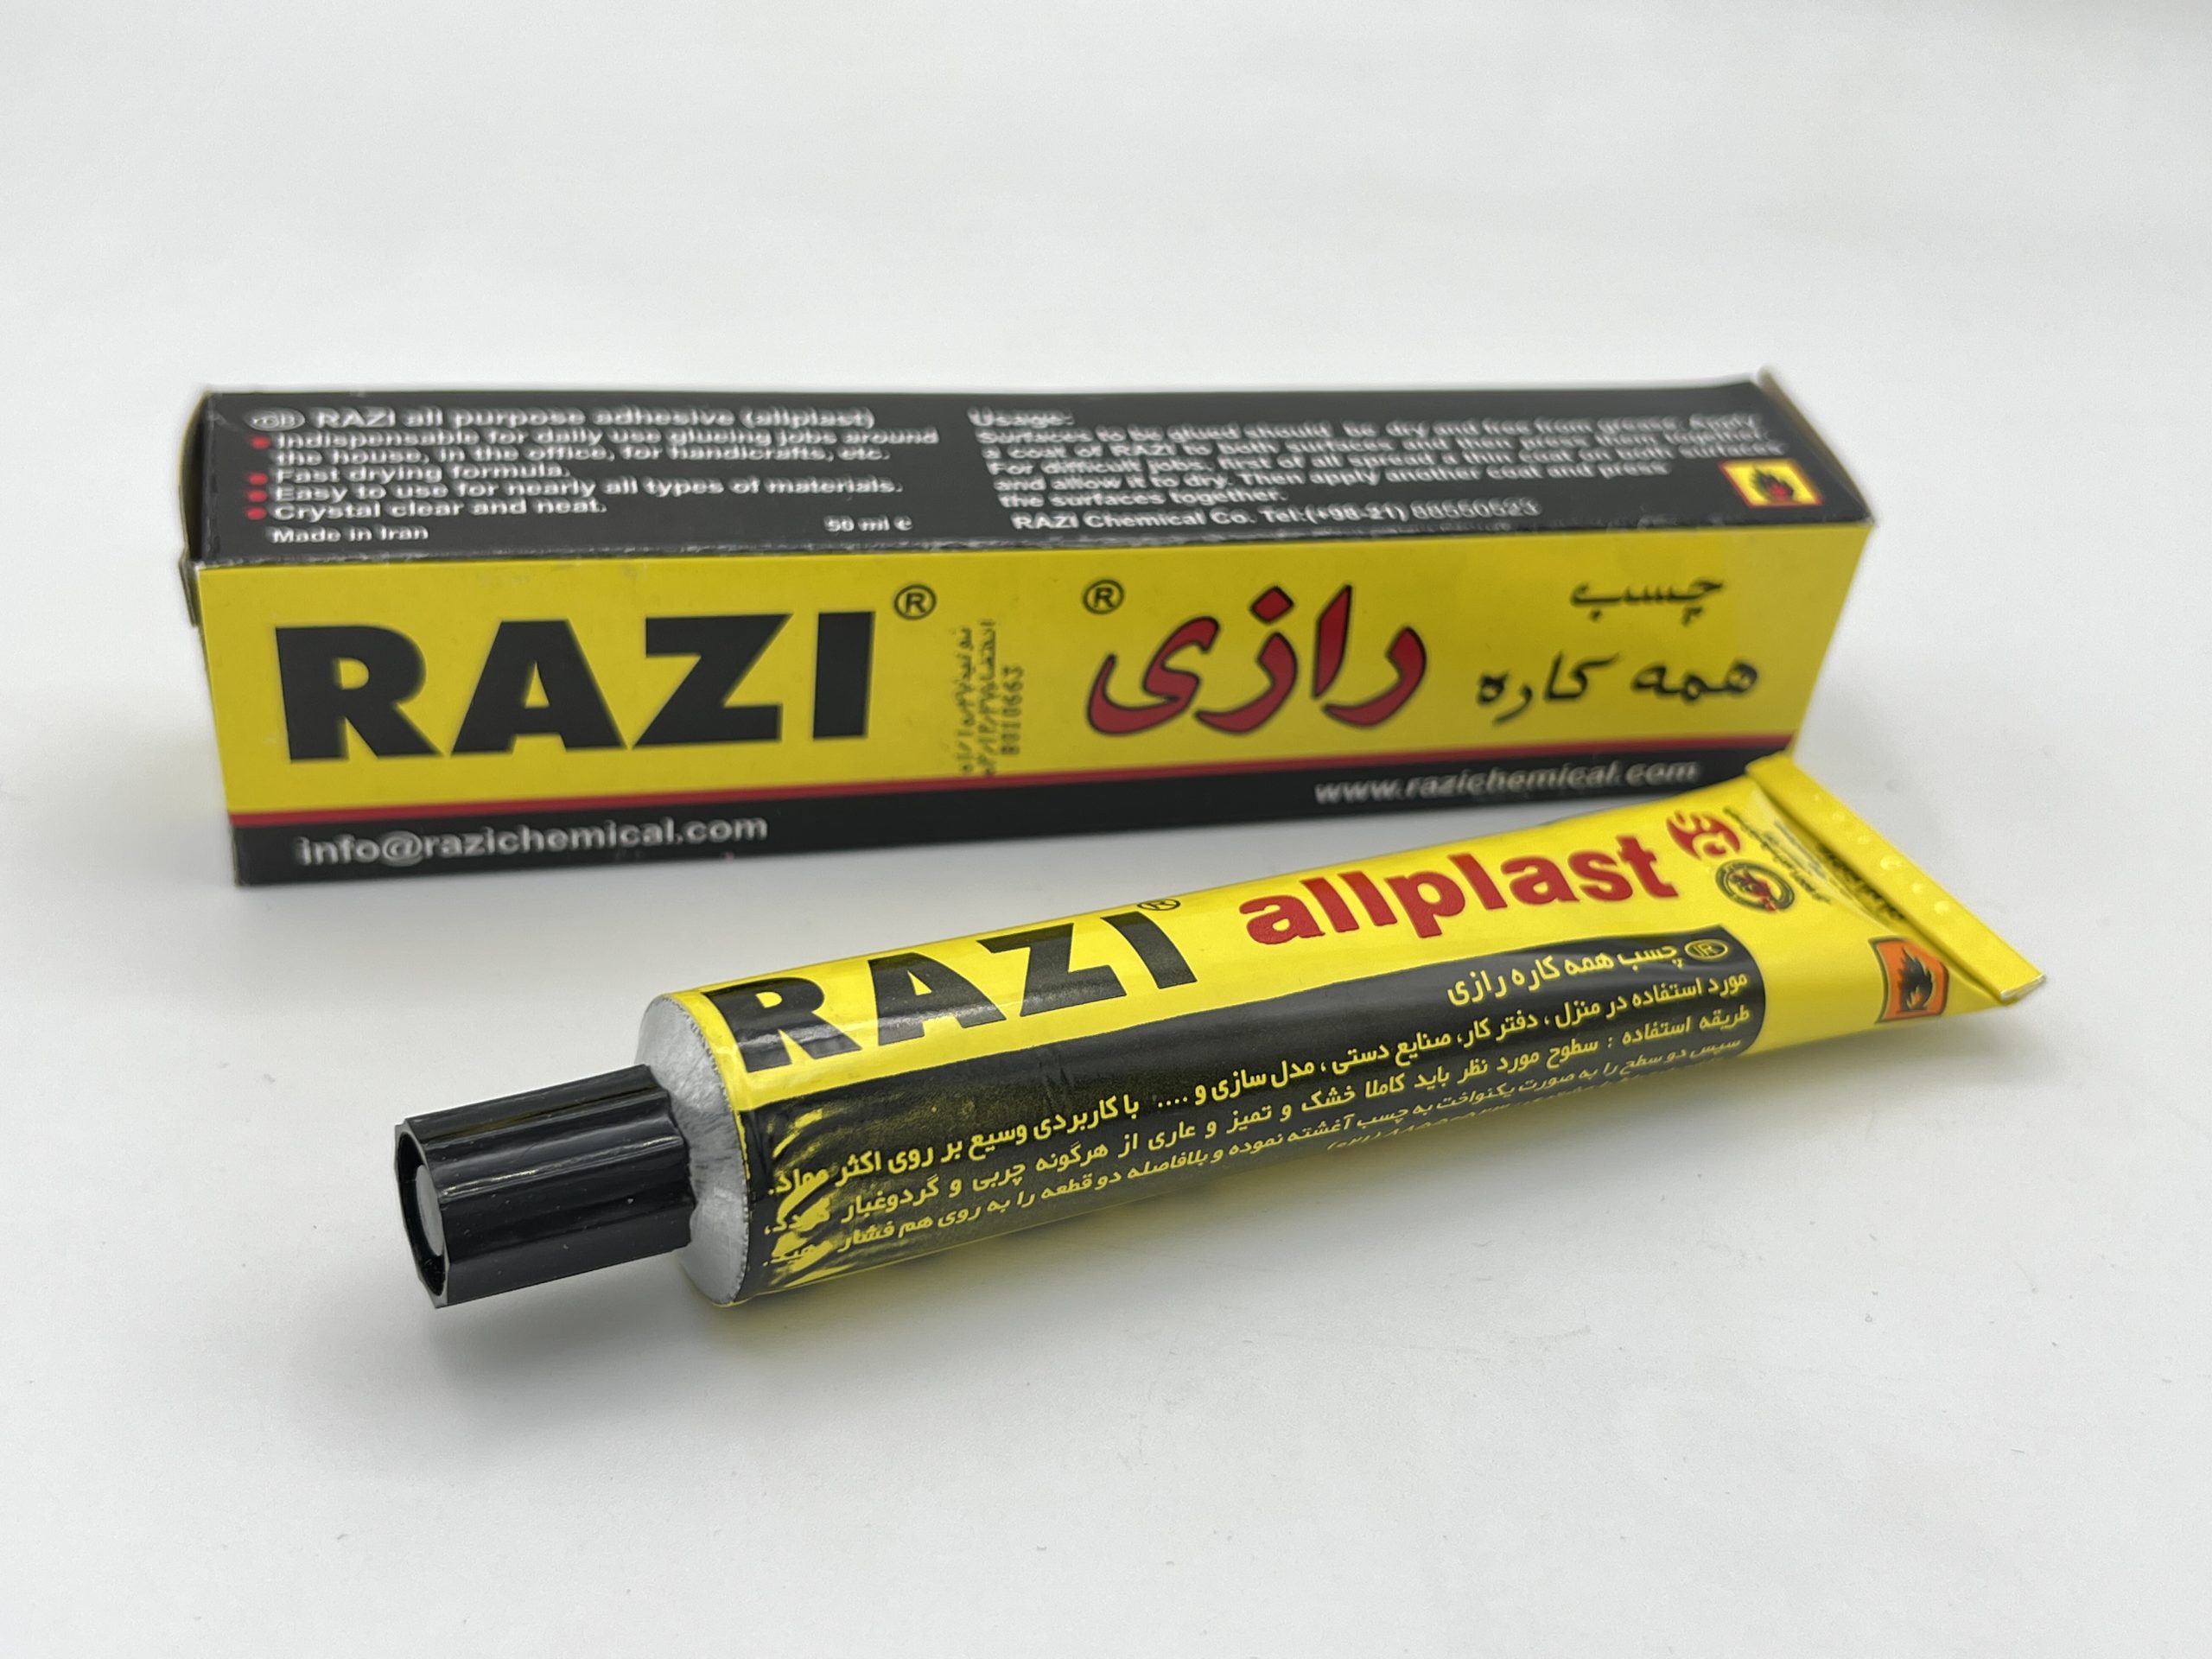 GB RAZI all purpose adhesive (allplast)
Indispensable for daily use glueing jobs around
the house, in the office, for handicrafts, etc.
Fast drying formula.
Easy to use for nearly all types of materials.
Crystal clear and neat.
Made in Iran
50 ml e
Usage:
Surfaces to be glued should be dry and free from grease. Apply
a coat of RAZI to both surfaces and then press them together.
For difficult jobs, first of all spread a thin coat on both surface
and allow it to dry. Then apply another coat and press
the surfaces together.
RAZI Chemical Co. Tel:(+98-21) 88550523
RAZI®
رازی®
چسب
همه کاره
B010663
info@razichemical.com
www.razichemical.com
RAZI® allplast
IR چسب همه کاره رازی
مورد استفاده در منزل ، دفتر کار، صنایع دستی ، مدل سازی و .... با کاربردی وسیع بر روی اکثر مواد.
طریقه استفاده : سطوح مورد نظر باید کاملا خشک و تمیز و عاری از هرگونه چربی و گردوغبار
سپس دو سطح را به صورت یکنواخت به چسب آغشته نموده و بلافاصله دو قطعه را به روی هم فشار